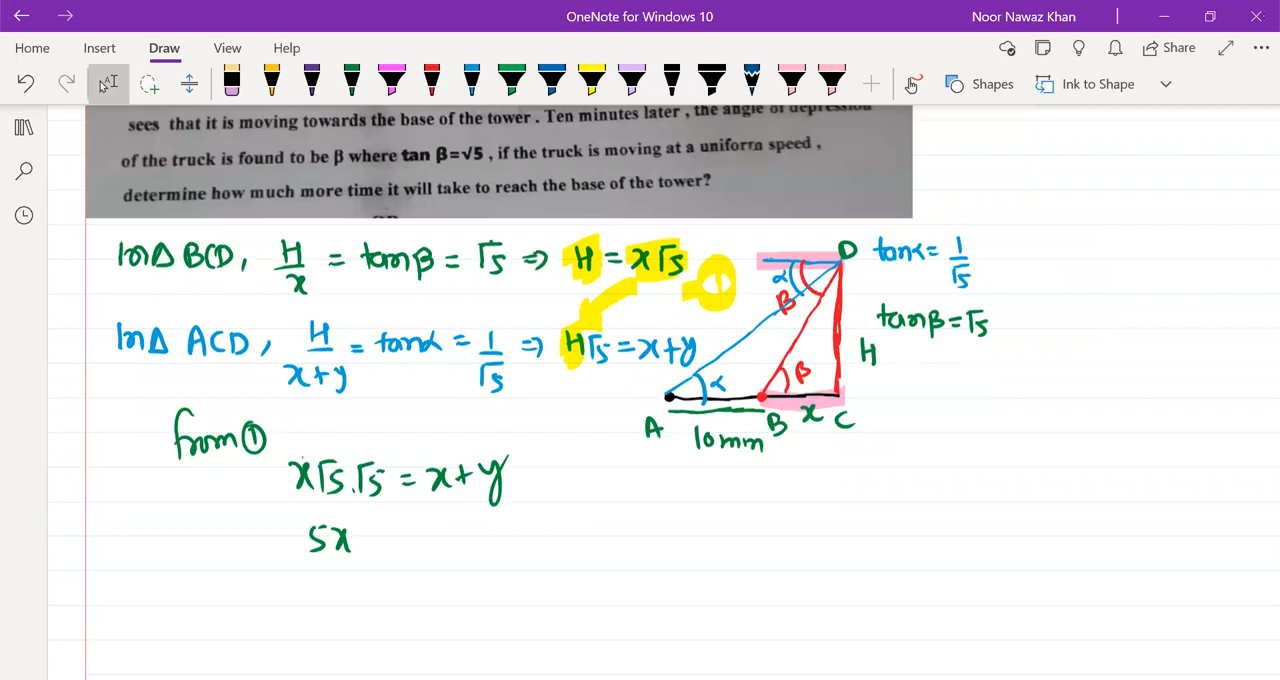 OneNote for Windows 10
Noor Nawaz Khan
Home Insert Draw View Help
Share
Shapes
Ink to Shape
sees that it is moving towards the base of the tower . Ten minutes later , the angle of depression
of the truck is found to be β where tan β=√5 , if the truck is moving at a uniform speed ,
determine how much more time it will take to reach the base of the tower?
In Δ BCD, H/x = tanβ = √5 ⇒ H = x√5 - ①
In Δ ACD, H/x+y = tanα = 1/√5 ⇒ H√5 = x+y
from ①
x√5.√5 = x+y
5x
D
tanα = 1/√5
α
β
tanβ = √5
H
α
β
A
B
x
C
10mm